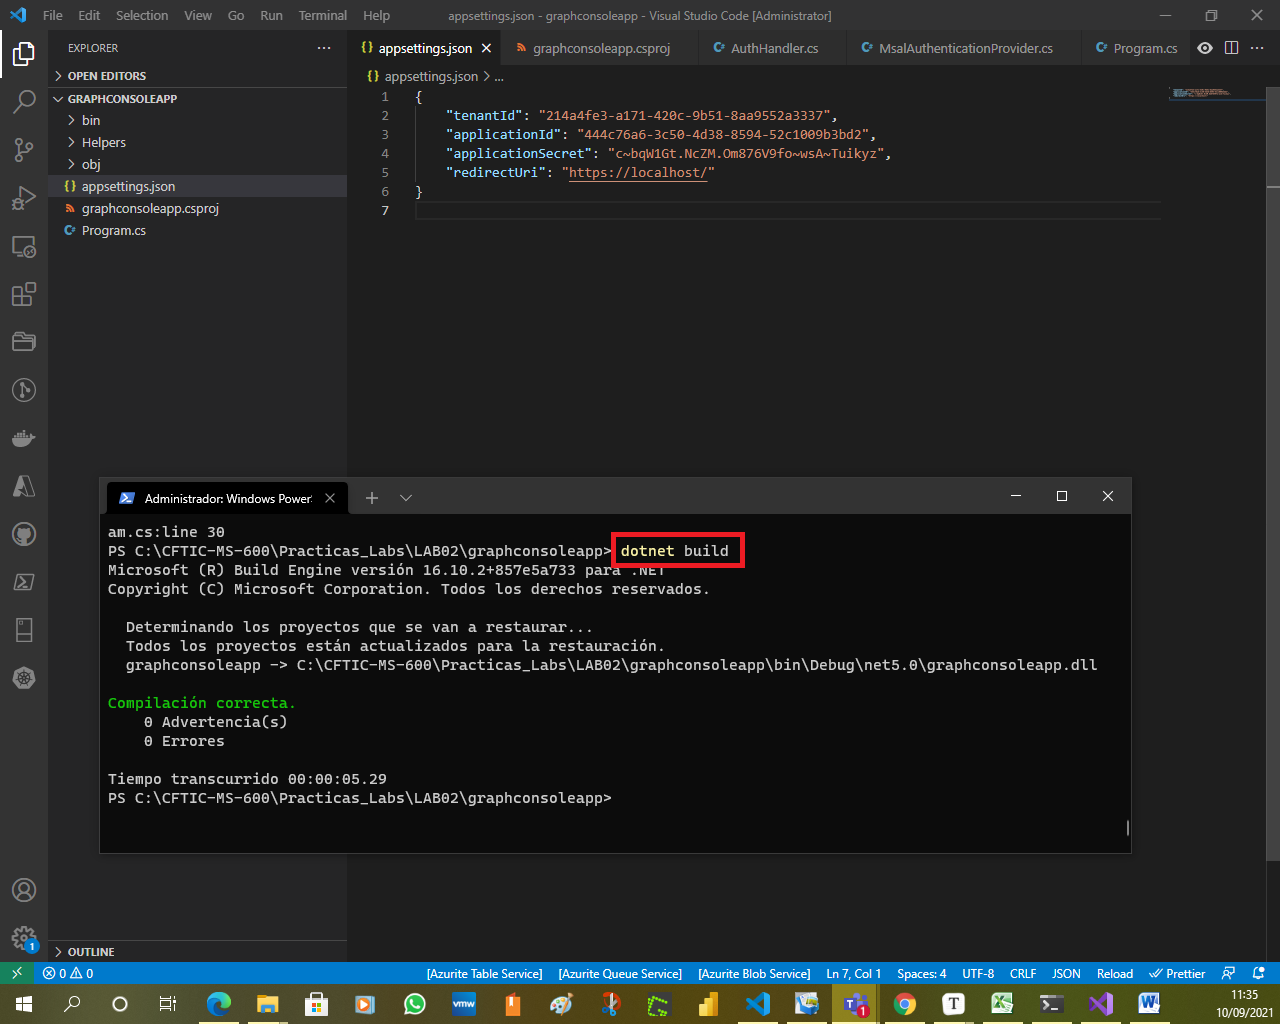 File Edit Selection View Go Run Terminal Help appsettings.json - graphconsoleapp - Visual Studio Code [Administrator]
EXPLORER
OPEN EDITORS
GRAPHCONSOLEAPP
bin
Helpers
obj
appsettings.json
graphconsoleapp.csproj
Program.cs
OUTLINE
appsettings.json graphconsoleapp.csproj AuthHandler.cs MsalAuthenticationProvider.cs Program.cs
{} appsettings.json > ...
1 {
2 "tenantId": "214a4fe3-a171-420c-9b51-8aa9552a3337",
3 "applicationId": "444c76a6-3c50-4d38-8594-52c1009b3bd2",
4 "applicationSecret": "c~bqW1Gt.NcZM.Om876V9fo~wsA~Tuikyz",
5 "redirectUri": "https://localhost/"
6 }
7
Administrador: Windows PowerS
am.cs:line 30
PS C:\CFTIC-MS-600\Practicas_Labs\LAB02\graphconsoleapp> dotnet build
Microsoft (R) Build Engine versión 16.10.2+857e5a733 para .NET
Copyright (C) Microsoft Corporation. Todos los derechos reservados.
Determinando los proyectos que se van a restaurar...
Todos los proyectos están actualizados para la restauración.
graphconsoleapp -> C:\CFTIC-MS-600\Practicas_Labs\LAB02\graphconsoleapp\bin\Debug\net5.0\graphconsoleapp.dll
Compilación correcta.
0 Advertencia(s)
0 Errores
Tiempo transcurrido 00:00:05.29
PS C:\CFTIC-MS-600\Practicas_Labs\LAB02\graphconsoleapp>
1
0 0 [Azurite Table Service] [Azurite Queue Service] [Azurite Blob Service] Ln 7, Col 1 Spaces: 4 UTF-8 CRLF JSON Reload Prettier
vmw
1
11:35
10/09/2021